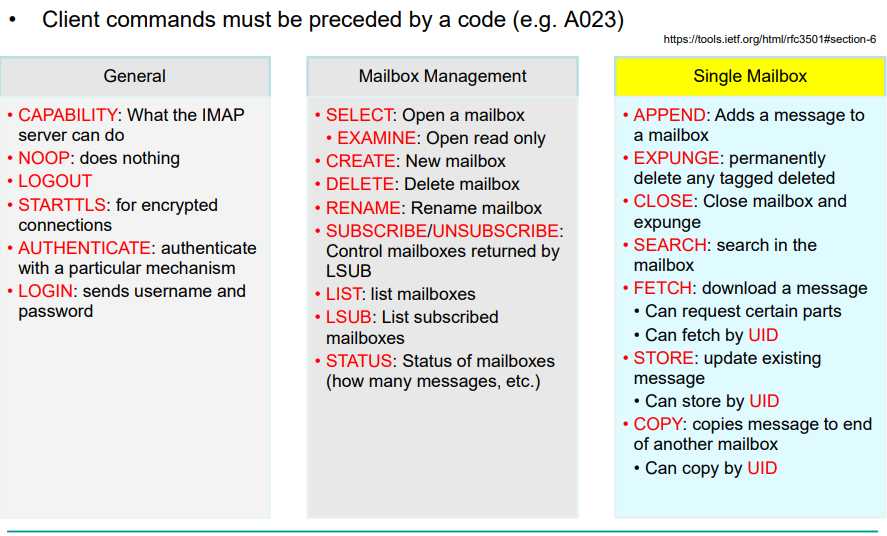 • Client commands must be preceded by a code (e.g. A023)
https://tools.ietf.org/html/rfc3501#section-6
General
• CAPABILITY: What the IMAP
server can do
• NOOP: does nothing
• LOGOUT
• STARTTLS: for encrypted
connections
• AUTHENTICATE: authenticate
with a particular mechanism
• LOGIN: sends username and
password
Mailbox Management
• SELECT: Open a mailbox
• EXAMINE: Open read only
• CREATE: New mailbox
• DELETE: Delete mailbox
• RENAME: Rename mailbox
• SUBSCRIBE/UNSUBSCRIBE:
Control mailboxes returned by
LSUB
• LIST: list mailboxes
• LSUB: List subscribed
mailboxes
• STATUS: Status of mailboxes
(how many messages, etc.)
Single Mailbox
• APPEND: Adds a message to
a mailbox
• EXPUNGE: permanently
delete any tagged deleted
• CLOSE: Close mailbox and
expunge
• SEARCH: search in the
mailbox
• FETCH: download a message
• Can request certain parts
• Can fetch by UID
• STORE: update existing
message
• Can store by UID
• COPY: copies message to end
of another mailbox
• Can copy by UID